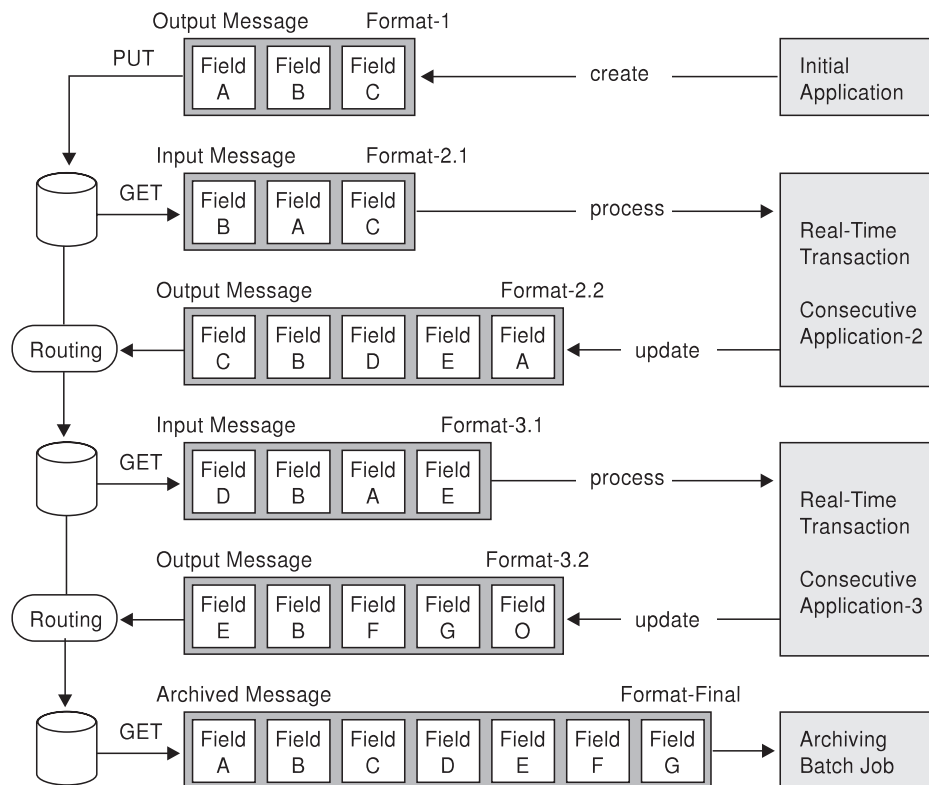 Output Message Format-1
PUT
Field A
Field B
Field C
create
Initial
Application
Input Message Format-2.1
GET
Field B
Field A
Field C
process
Real-Time
Transaction
Consecutive
Application-2
Output Message Format-2.2
Routing
Field C
Field B
Field D
Field E
Field A
update
Input Message Format-3.1
GET
Field D
Field B
Field A
Field E
process
Real-Time
Transaction
Consecutive
Application-3
Output Message Format-3.2
Routing
Field E
Field B
Field F
Field G
Field O
update
Archived Message Format-Final
GET
Field A
Field B
Field C
Field D
Field E
Field F
Field G
Archiving
Batch Job